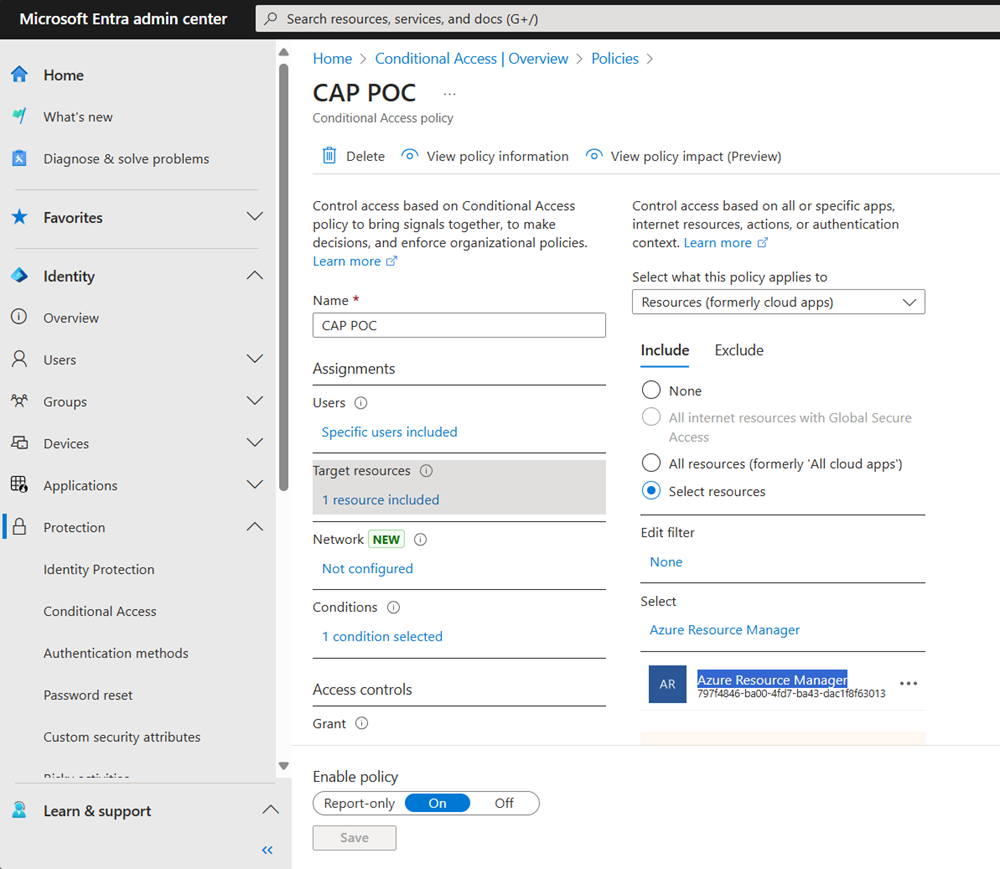 Microsoft Entra admin center
Search resources, services, and docs (G+/)
Home
What's new
Diagnose & solve problems
Favorites
Identity
Overview
Users
Groups
Devices
Applications
Protection
Identity Protection
Conditional Access
Authentication methods
Password reset
Custom security attributes
Risky activities
Learn & support
«
Home > Conditional Access | Overview > Policies >
CAP POC ...
Conditional Access policy
Delete View policy information View policy impact (Preview)
Control access based on Conditional Access
policy to bring signals together, to make
decisions, and enforce organizational policies.
Learn more
Name *
CAP POC
Assignments
Users
Specific users included
Target resources
1 resource included
Network NEW
Not configured
Conditions
1 condition selected
Access controls
Grant
Control access based on all or specific apps,
internet resources, actions, or authentication
context. Learn more
Select what this policy applies to
Resources (formerly cloud apps)
Include Exclude
None
All internet resources with Global Secure
Access
All resources (formerly 'All cloud apps')
Select resources
Edit filter
None
Select
Azure Resource Manager
AR
Azure Resource Manager
797f4846-ba00-4fd7-ba43-dac1f8f63013
Enable policy
Report-only On Off
Save